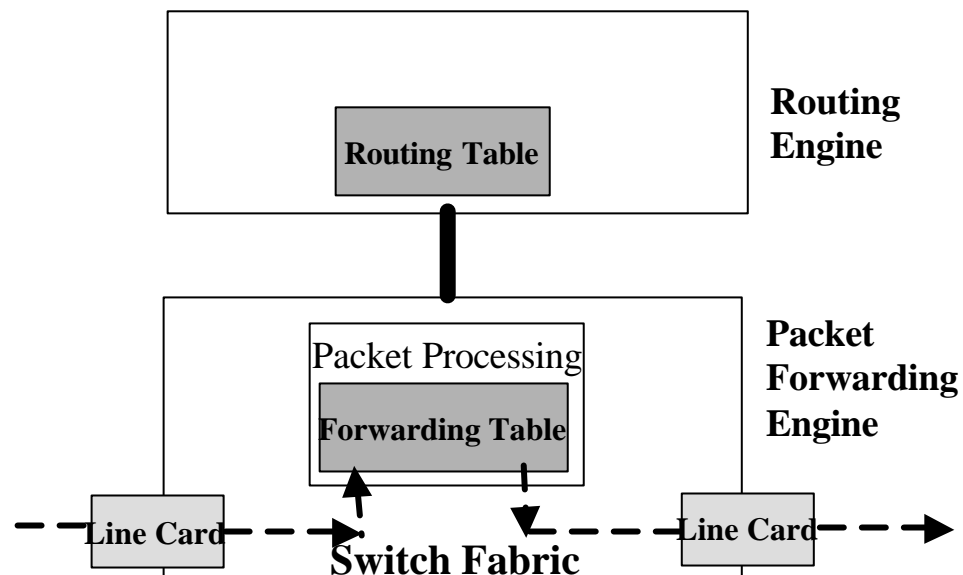 Routing
Engine
Routing Table
Packet
Forwarding
Engine
Packet Processing
Forwarding Table
Line Card
Line Card
Switch Fabric